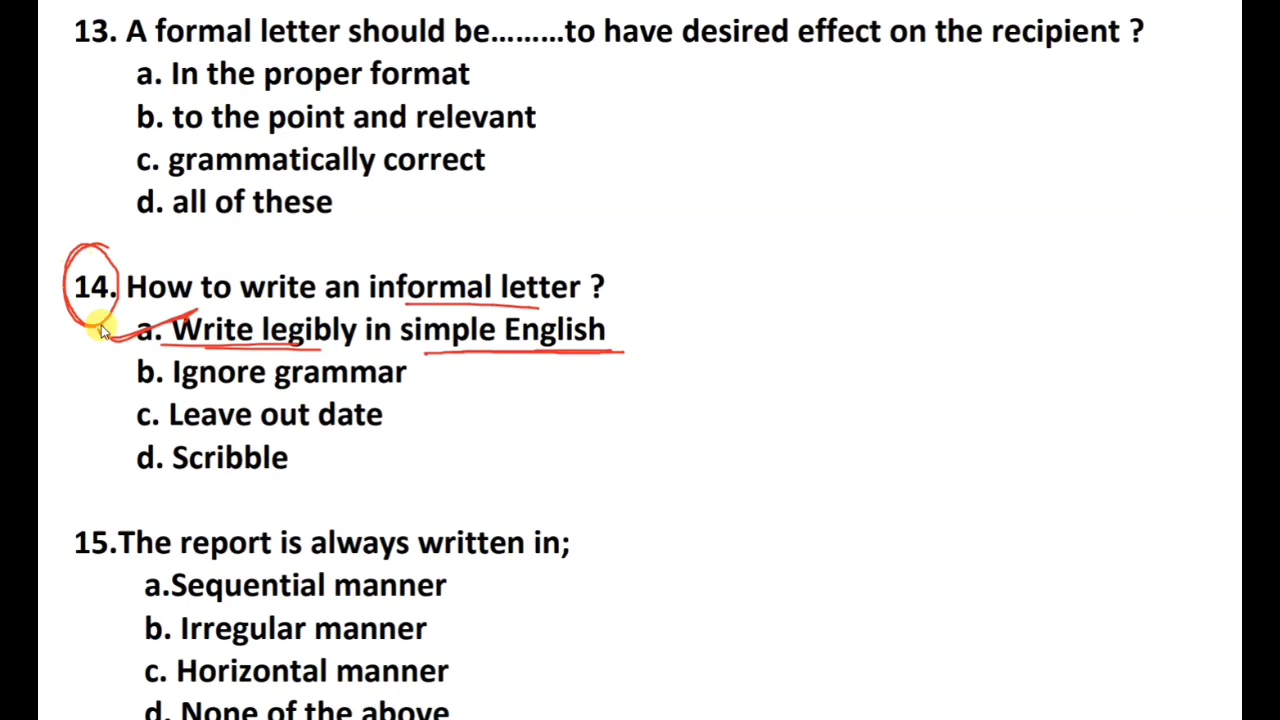 13. A formal letter should be.........to have desired effect on the recipient ?
a. In the proper format
b. to the point and relevant
c. grammatically correct
d. all of these
14. How to write an informal letter ?
a. Write legibly in simple English
b. Ignore grammar
c. Leave out date
d. Scribble
15.The report is always written in;
a.Sequential manner
b. Irregular manner
c. Horizontal manner
d. None of the above